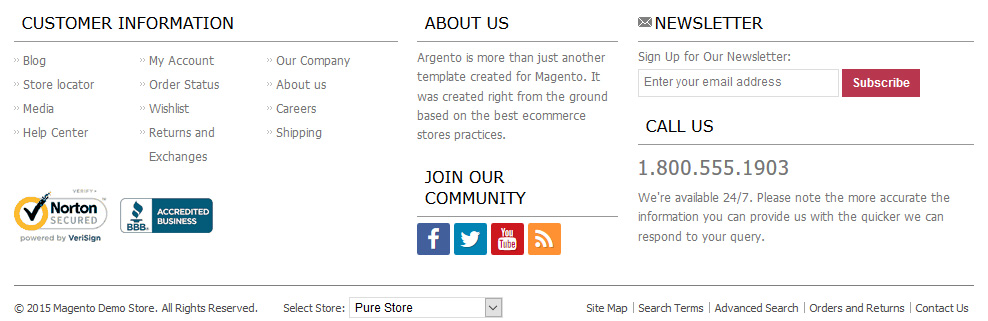 CUSTOMER INFORMATION
Blog
Store locator
Media
Help Center
My Account
Order Status
Wishlist
Returns and
Exchanges
Our Company
About us
Careers
Shipping
VERIFY
Norton
SECURED
powered by VeriSign
BBB
ACCREDITED
BUSINESS
ABOUT US
Argento is more than just another
template created for Magento. It
was created right from the ground
based on the best ecommerce
stores practices.
JOIN OUR
COMMUNITY
f
You
Tube
NEWSLETTER
Sign Up for Our Newsletter:
Enter your email address
Subscribe
CALL US
1.800.555.1903
We're available 24/7. Please note the more accurate the
information you can provide us with the quicker we can
respond to your query.
© 2015 Magento Demo Store. All Rights Reserved.
Select Store: Pure Store
Site Map | Search Terms | Advanced Search | Orders and Returns | Contact Us